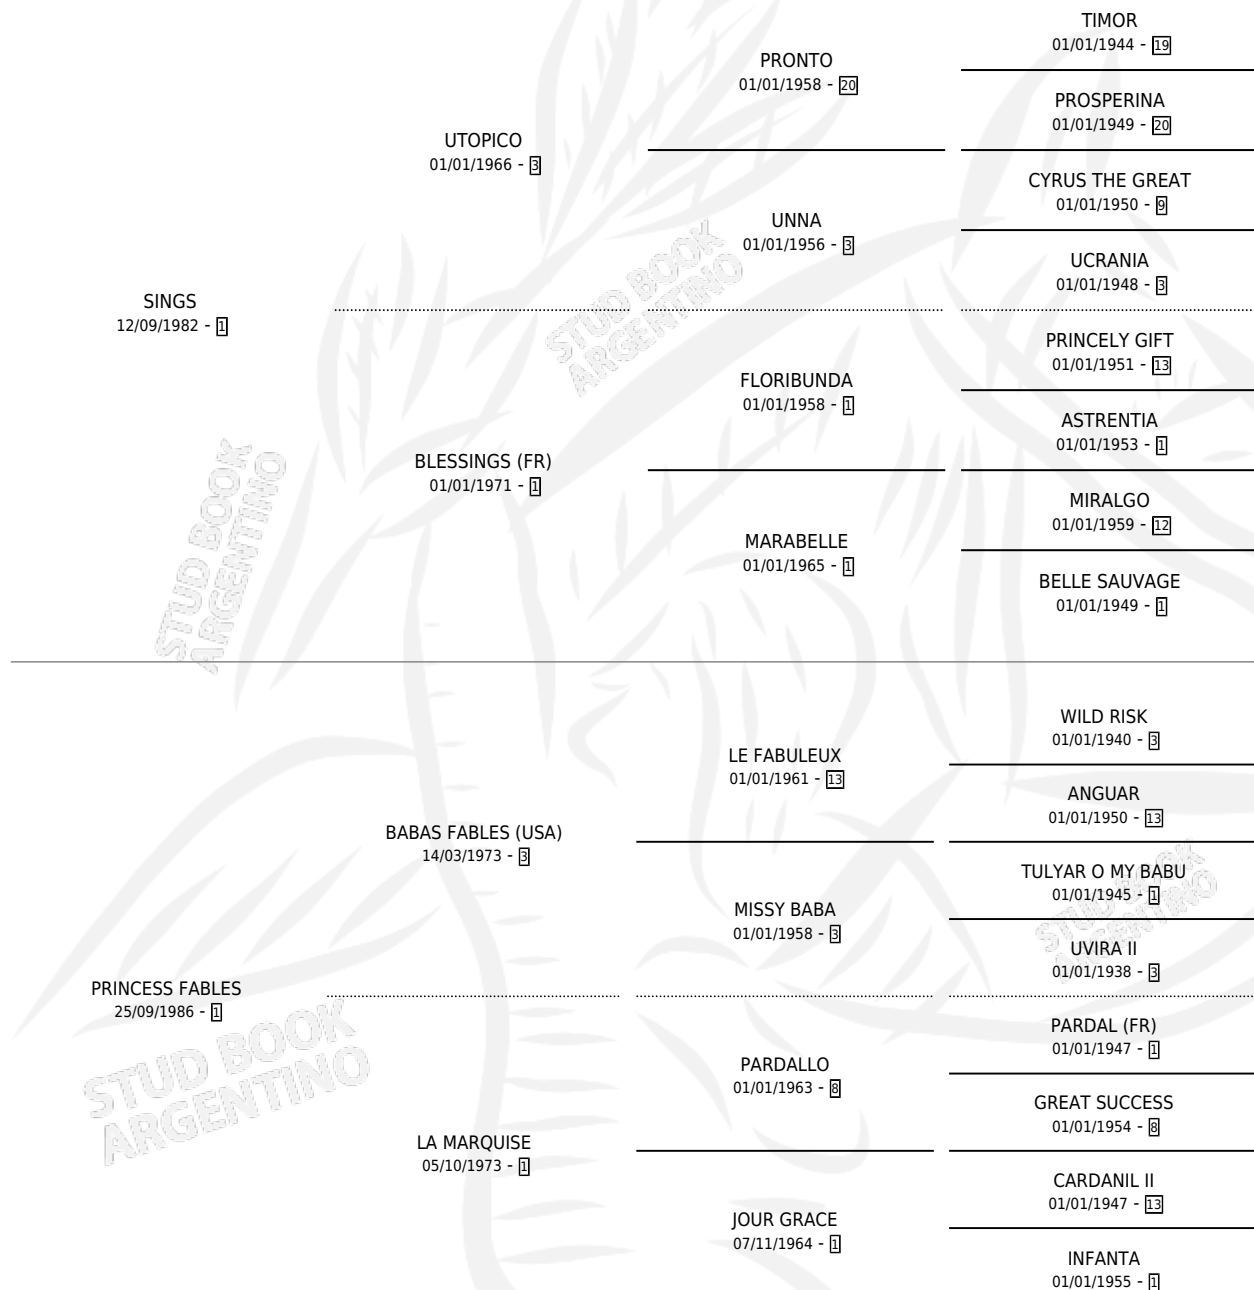 TIMOR
01/01/1944 - 19
PRONTO
01/01/1958 - 20
PROSPERINA
01/01/1949 - 20
UTOPICO
01/01/1966 - 3
CYRUS THE GREAT
01/01/1950 - 9
UNNA
01/01/1956 - 3
UCRANIA
01/01/1948 - 3
SINGS
12/09/1982 - 1
PRINCELY GIFT
01/01/1951 - 13
FLORIBUNDA
01/01/1958 - 1
ASTRENTIA
01/01/1953 - 1
BLESSINGS (FR)
01/01/1971 - 1
MIRALGO
01/01/1959 - 12
MARABELLE
01/01/1965 - 1
BELLE SAUVAGE
01/01/1949 - 1
WILD RISK
01/01/1940 - 3
LE FABULEUX
01/01/1961 - 13
ANGUAR
01/01/1950 - 13
BABAS FABLES (USA)
14/03/1973 - 3
TULYAR O MY BABU
01/01/1945 - 1
MISSY BABA
01/01/1958 - 3
UVIRA II
01/01/1938 - 3
PRINCESS FABLES
25/09/1986 - 1
PARDAL (FR)
01/01/1947 - 1
PARDALLO
01/01/1963 - 8
GREAT SUCCESS
01/01/1954 - 8
LA MARQUISE
05/10/1973 - 1
CARDANIL II
01/01/1947 - 13
JOUR GRACE
07/11/1964 - 1
INFANTA
01/01/1955 - 1
STUD BOOK
ARGENTINO
STUD BOOK
ARGENTINO
STUD BOOK
ARGENTINO
STUD BOOK
ARGENTINO